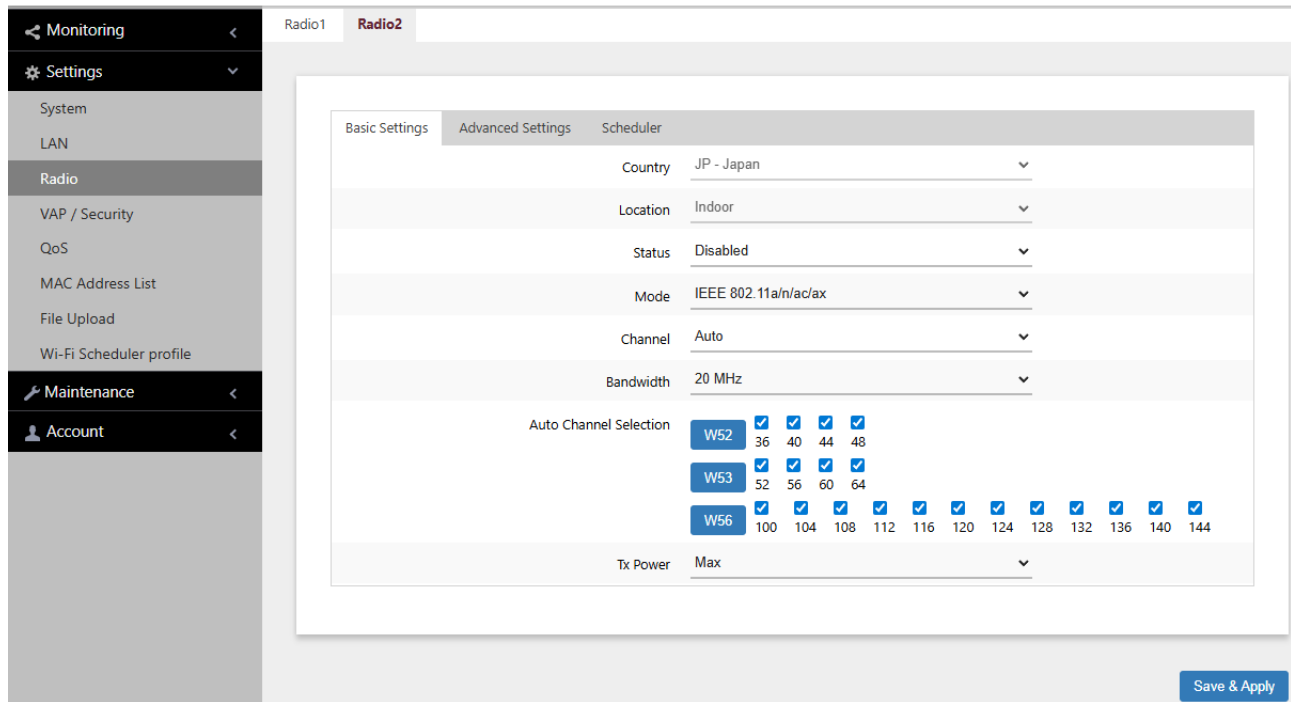 Monitoring
Settings
System
LAN
Radio
VAP / Security
QoS
MAC Address List
File Upload
Wi-Fi Scheduler profile
Maintenance
Account
Radio1 Radio2
Basic Settings Advanced Settings Scheduler
Country JP - Japan
Location Indoor
Status Disabled
Mode IEEE 802.11a/n/ac/ax
Channel Auto
Bandwidth 20 MHz
Auto Channel Selection
W52 36 40 44 48
W53 52 56 60 64
W56 100 104 108 112 116 120 124 128 132 136 140 144
Tx Power Max
Save & Apply